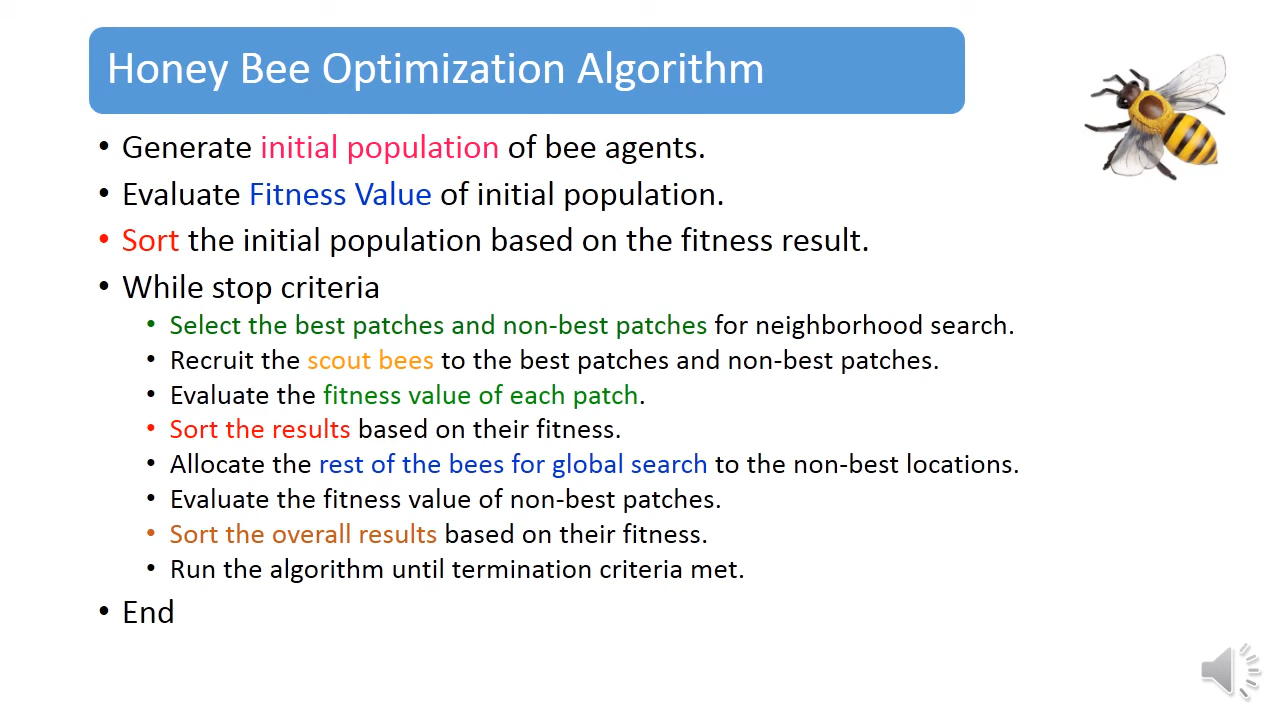 Honey Bee Optimization Algorithm
• Generate initial population of bee agents.
• Evaluate Fitness Value of initial population.
• Sort the initial population based on the fitness result.
• While stop criteria
• Select the best patches and non-best patches for neighborhood search.
• Recruit the scout bees to the best patches and non-best patches.
• Evaluate the fitness value of each patch.
• Sort the results based on their fitness.
• Allocate the rest of the bees for global search to the non-best locations.
• Evaluate the fitness value of non-best patches.
• Sort the overall results based on their fitness.
• Run the algorithm until termination criteria met.
• End